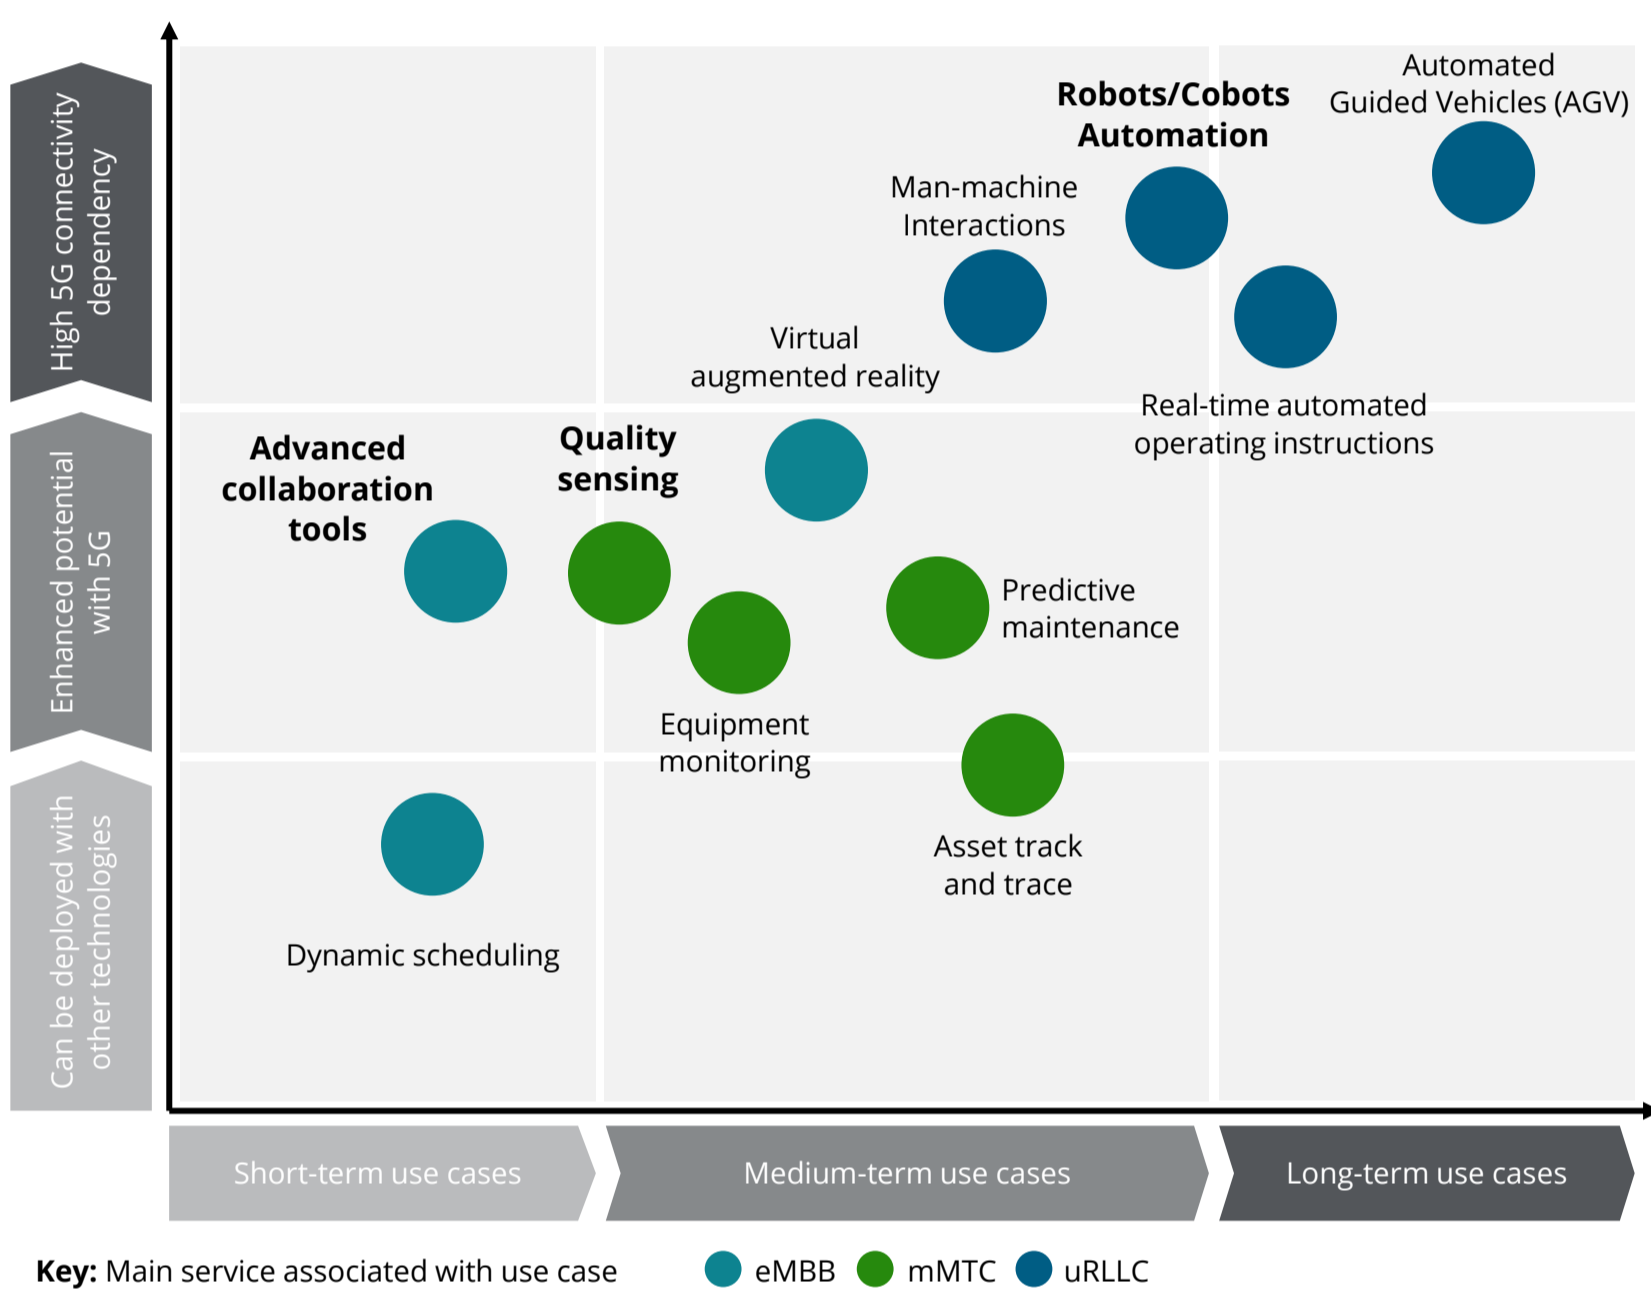 High 5G connectivity
dependency
Enhanced potential
with 5G
Can be deployed with
other technologies
Automated
Guided Vehicles (AGV)
Robots/Cobots
Automation
Man-machine
Interactions
Virtual
augmented reality
Real-time automated
operating instructions
Advanced
collaboration
tools
Quality
sensing
Predictive
maintenance
Equipment
monitoring
Asset track
and trace
Dynamic scheduling
Short-term use cases
Medium-term use cases
Long-term use cases
Key: Main service associated with use case
eMBB
mMTC
uRLLC